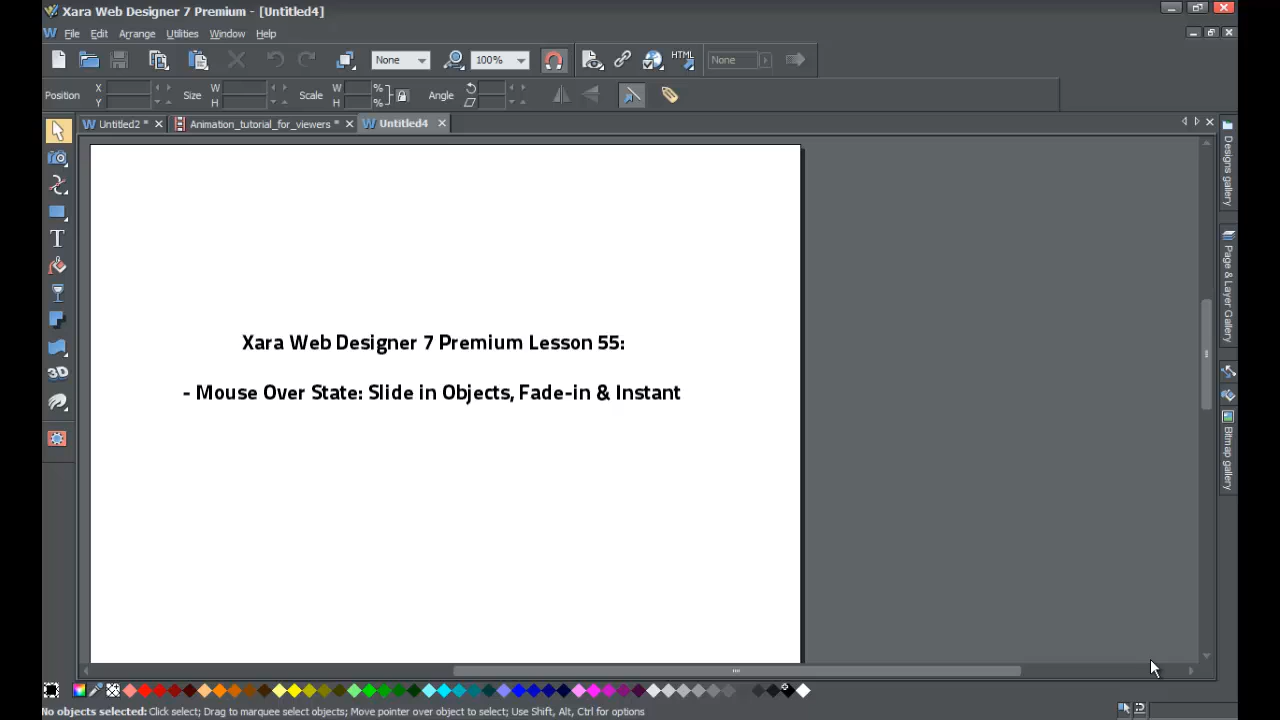 Xara Web Designer 7 Premium - [Untitled4]
W File Edit Arrange Utilities Window Help
None 100% HTML None
Position X Y Size W H Scale W H % % Angle
Untitled2 * Animation_tutorial_for_viewers * Untitled4
Designs gallery
Page & Layer Gallery
Bitmap gallery
T
3D
Xara Web Designer 7 Premium Lesson 55:
- Mouse Over State: Slide in Objects, Fade-in & Instant
No objects selected: Click select; Drag to marquee select objects; Move pointer over object to select; Use Shift, Alt, Ctrl for options